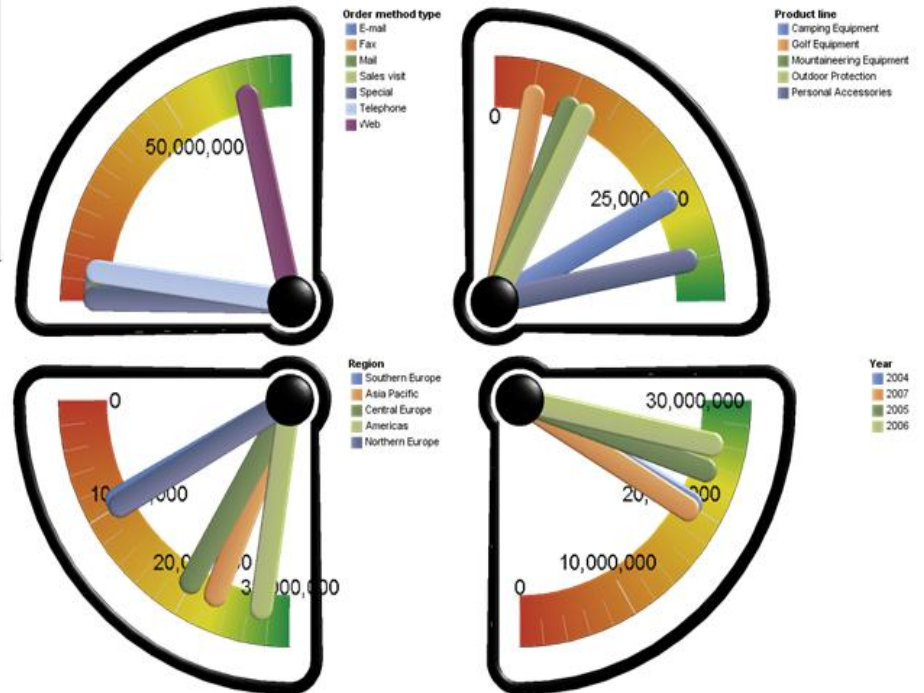 Order method type
E-mail
Fax
Mail
Sales visit
Special
Telephone
Web
50,000,000
Product line
Camping Equipment
Golf Equipment
Mountaineering Equipment
Outdoor Protection
Personal Accessories
0
Region
Southern Europe
Asia Pacific
Central Europe
Americas
Northern Europe
0
Year
2004
2007
2005
2006
30,000,000
10,000,000
0